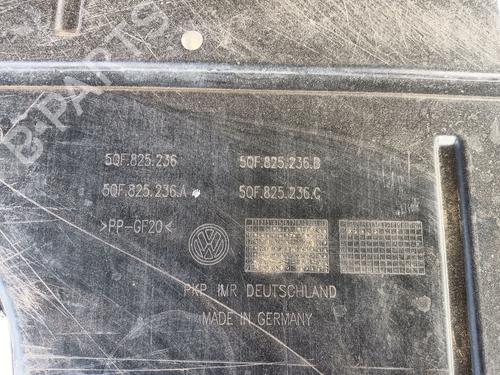 B-PARTS
5QF.825.236
5QF.825.236.B
5QF.825.236.A
5QF.825.236.C
>PP-GF20<
PKP IMR DEUTSCHLAND
MADE IN GERMANY